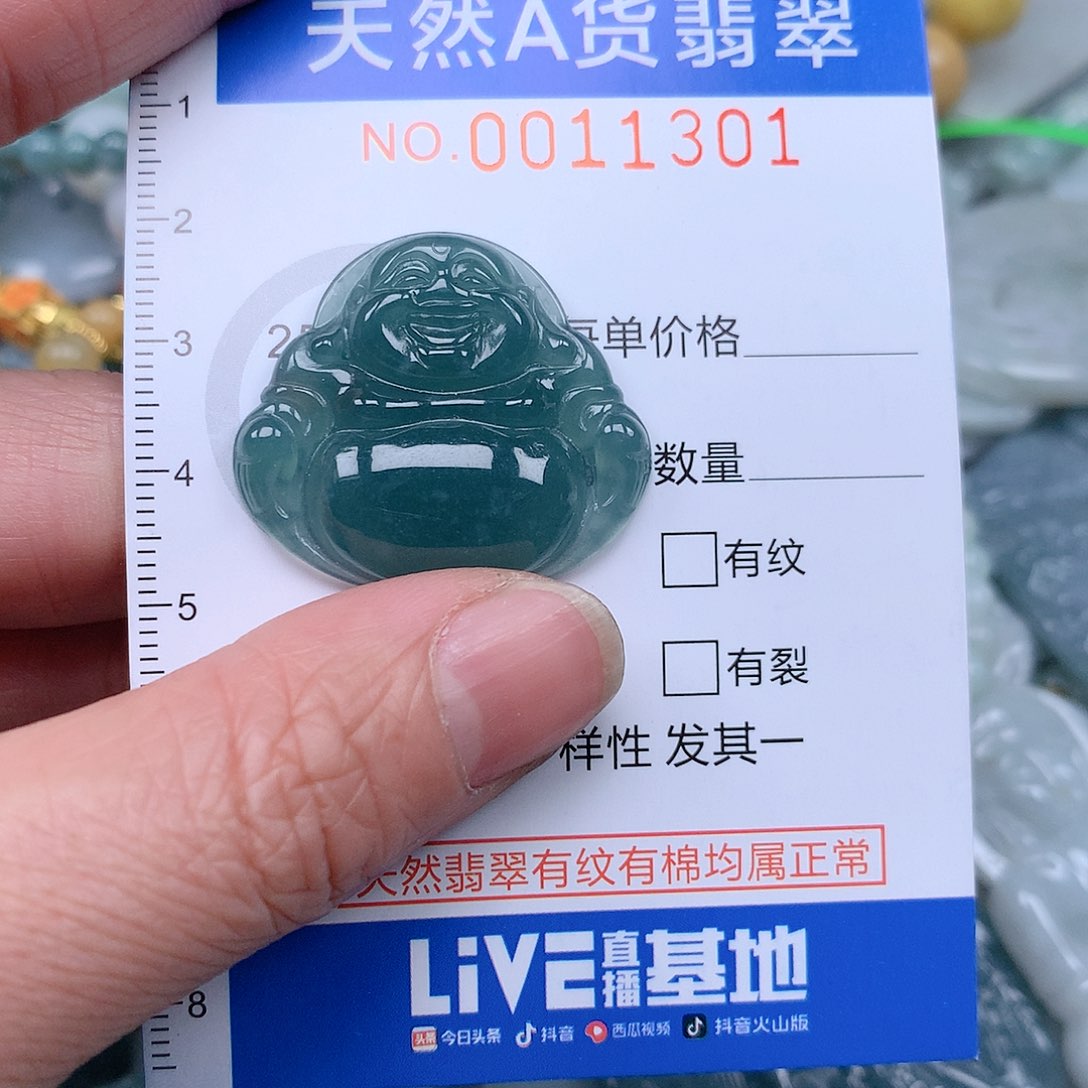 天然A货翡翠
NO.0011301
1
2
3
4
5
8
单价格
数量
有纹
有裂
样性 发其一
天然翡翠有纹有棉均属正常
LiVE直播基地
头条 今日头条 抖音 西瓜视频 抖音火山版